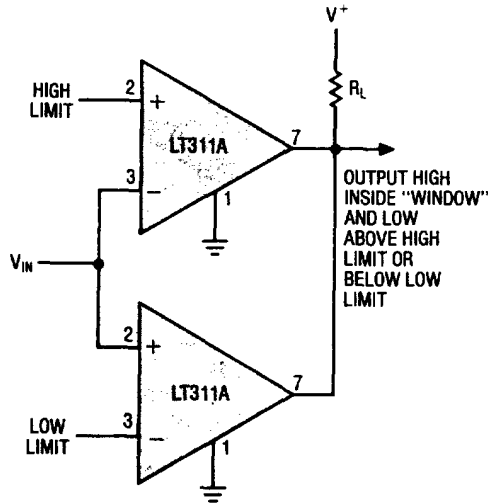 V+
HIGH
LIMIT
2
+
LT311A
3
−
7
1
RL
OUTPUT HIGH
INSIDE "WINDOW"
AND LOW
ABOVE HIGH
LIMIT OR
BELOW LOW
LIMIT
VIN
2
+
LT311A
7
LOW
LIMIT
3
−
1